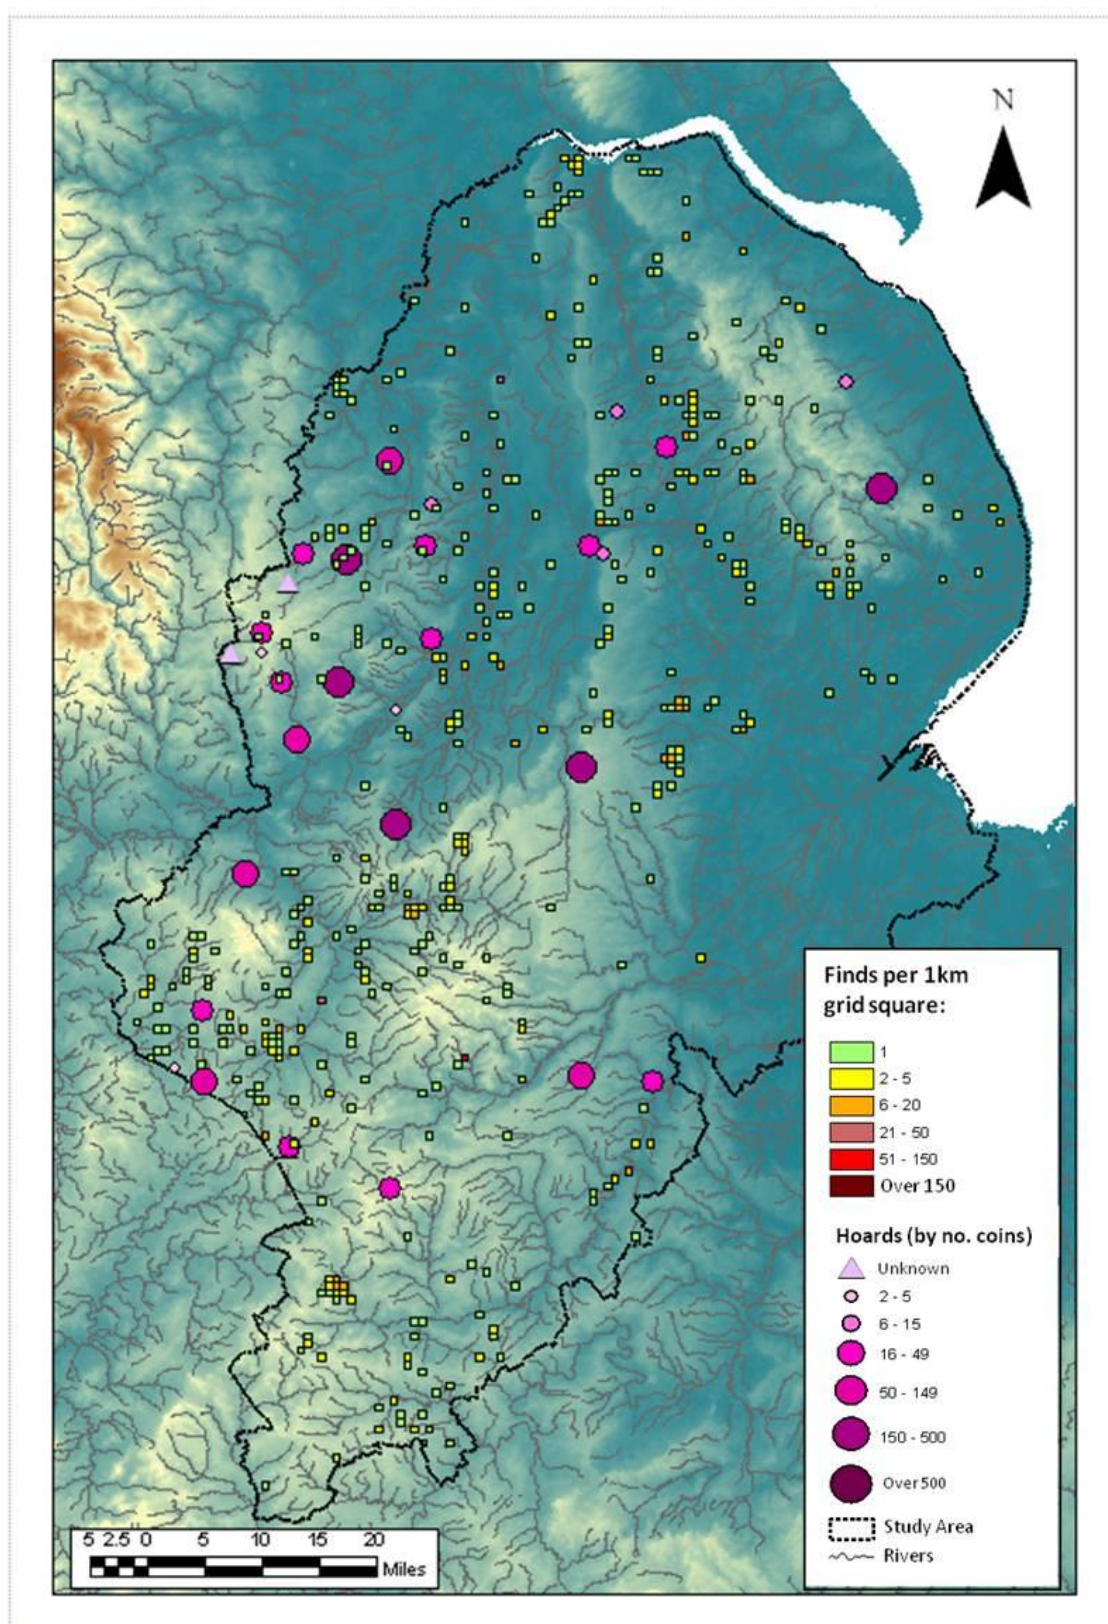 N
Finds per 1km
grid square:
1
2 - 5
6 - 20
21 - 50
51 - 150
Over 150
Hoards (by no. coins)
Unknown
2 - 5
6 - 15
16 - 49
50 - 149
150 - 500
Over 500
Study Area
Rivers
5 2.5 0 5 10 15 20
Miles